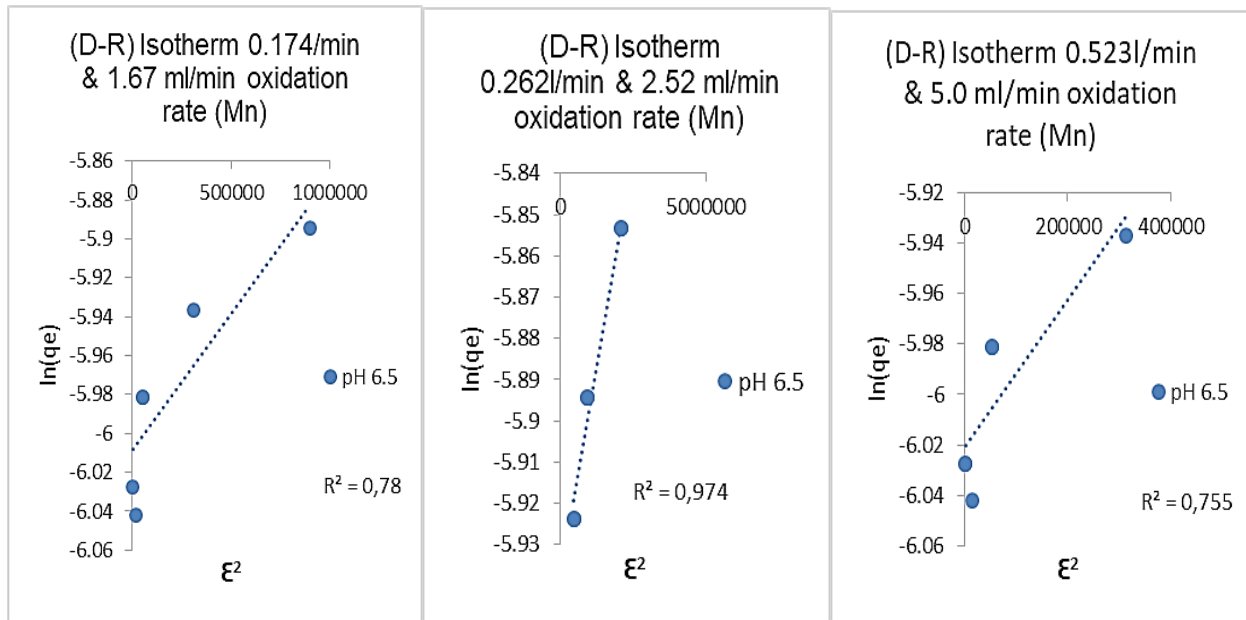 (D-R) Isotherm 0.174/min
& 1.67 ml/min oxidation
rate (Mn)
-5.86
0
500000
1000000
-5.88
-5.9
-5.92
-5.94
-5.96
-5.98
-6
-6.02
-6.04
-6.06
ln(qe)
pH 6.5
R² = 0,78
ε²
(D-R) Isotherm
0.262l/min & 2.52 ml/min
oxidation rate (Mn)
-5.84
0
5000000
-5.85
-5.86
-5.87
-5.88
-5.89
-5.9
-5.91
-5.92
-5.93
ln(qe)
pH 6.5
R² = 0,974
ε²
(D-R) Isotherm 0.523l/min
& 5.0 ml/min oxidation
rate (Mn)
-5.92
0
200000
400000
-5.94
-5.96
-5.98
-6
-6.02
-6.04
-6.06
ln(qe)
pH 6.5
R² = 0,755
ε²